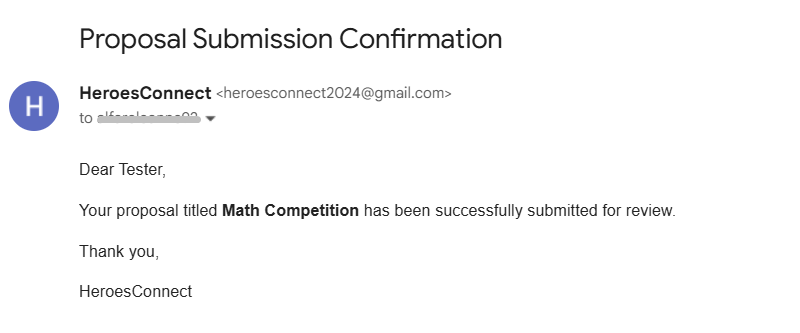 Proposal Submission Confirmation
H
HeroesConnect <heroesconnect2024@gmail.com>
to
Dear Tester,
Your proposal titled Math Competition has been successfully submitted for review.
Thank you,
HeroesConnect